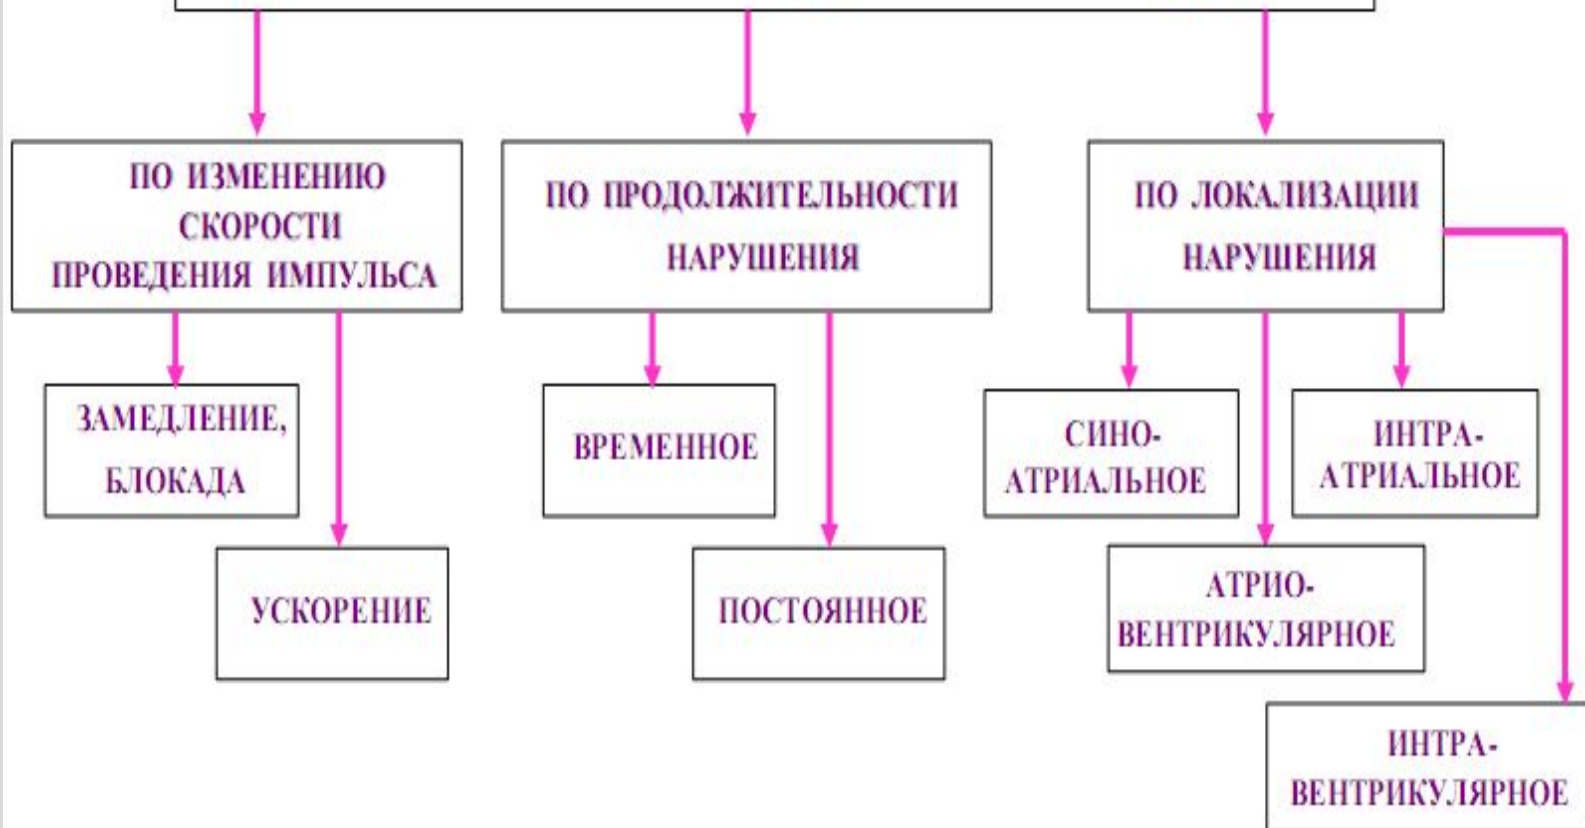 ПО ИЗМЕНЕНИЮ
СКОРОСТИ
ПРОВЕДЕНИЯ ИМПУЛЬСА
ПО ПРОДОЛЖИТЕЛЬНОСТИ
НАРУШЕНИЯ
ПО ЛОКАЛИЗАЦИИ
НАРУШЕНИЯ
ЗАМЕДЛЕНИЕ,
БЛОКАДА
УСКОРЕНИЕ
ВРЕМЕННОЕ
ПОСТОЯННОЕ
СИНО-
АТРИАЛЬНОЕ
ИНТРА-
АТРИАЛЬНОЕ
АТРИО-
ВЕНТРИКУЛЯРНОЕ
ИНТРА-
ВЕНТРИКУЛЯРНОЕ